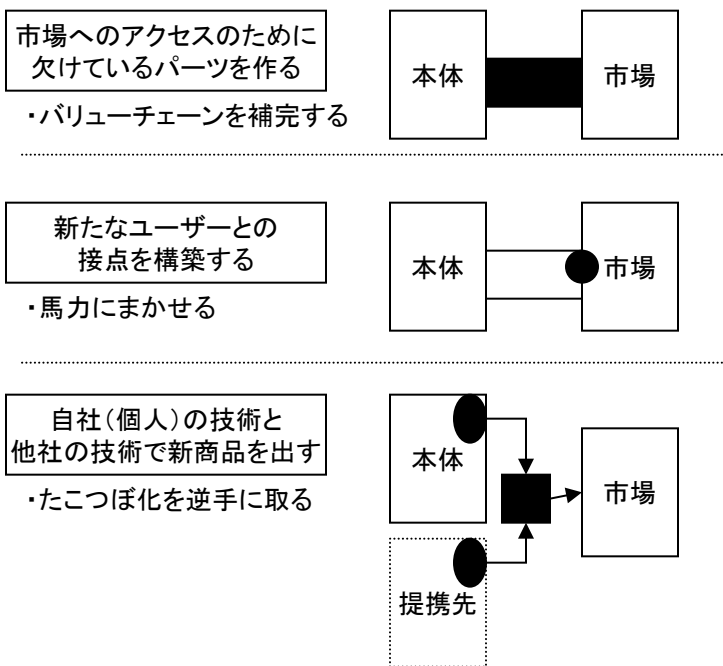 市場へのアクセスのために
欠けているパーツを作る
・バリューチェーンを補完する
本体
市場
新たなユーザーとの
接点を構築する
・馬力にまかせる
本体
市場
自社(個人)の技術と
他社の技術で新商品を出す
・たこつぼ化を逆手に取る
本体
市場
提携先